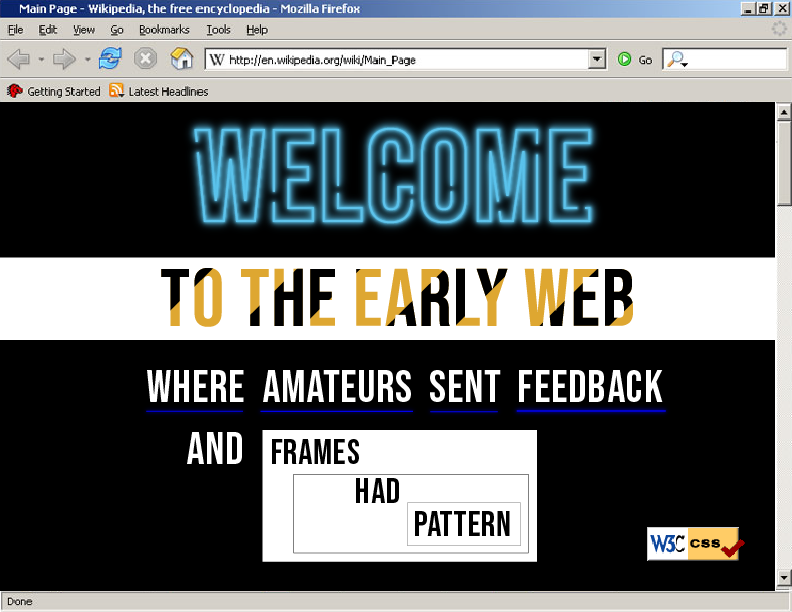 Main Page - Wikipedia, the free encyclopedia - Mozilla Firefox
File Edit View Go Bookmarks Tools Help
W http://en.wikipedia.org/wiki/Main_Page Go
Getting Started Latest Headlines
WELCOME
TO THE EARLY WEB
WHERE AMATEURS SENT FEEDBACK
AND FRAMES
HAD
PATTERN
W3C css
Done